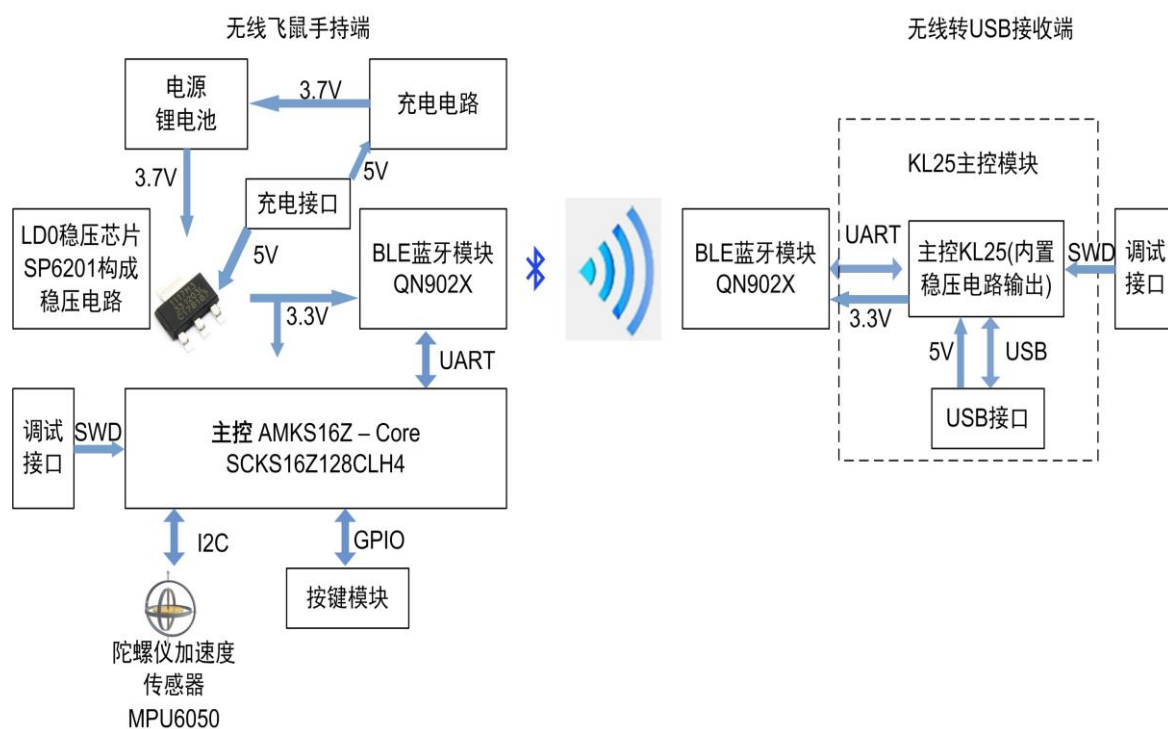 无线飞鼠手持端
无线转USB接收端
电源
锂电池
3.7V
充电电路
3.7V
5V
充电接口
5V
LDO稳压芯片
SP6201构成
稳压电路
3.3V
BLE蓝牙模块
QN902X
UART
调试
接口
SWD
主控 AMKS16Z – Core
SCKS16Z128CLH4
I2C
GPIO
按键模块
陀螺仪加速度
传感器
MPU6050
BLE蓝牙模块
QN902X
KL25主控模块
UART
3.3V
主控KL25(内置
稳压电路输出)
SWD
调试
接口
5V
USB
USB接口